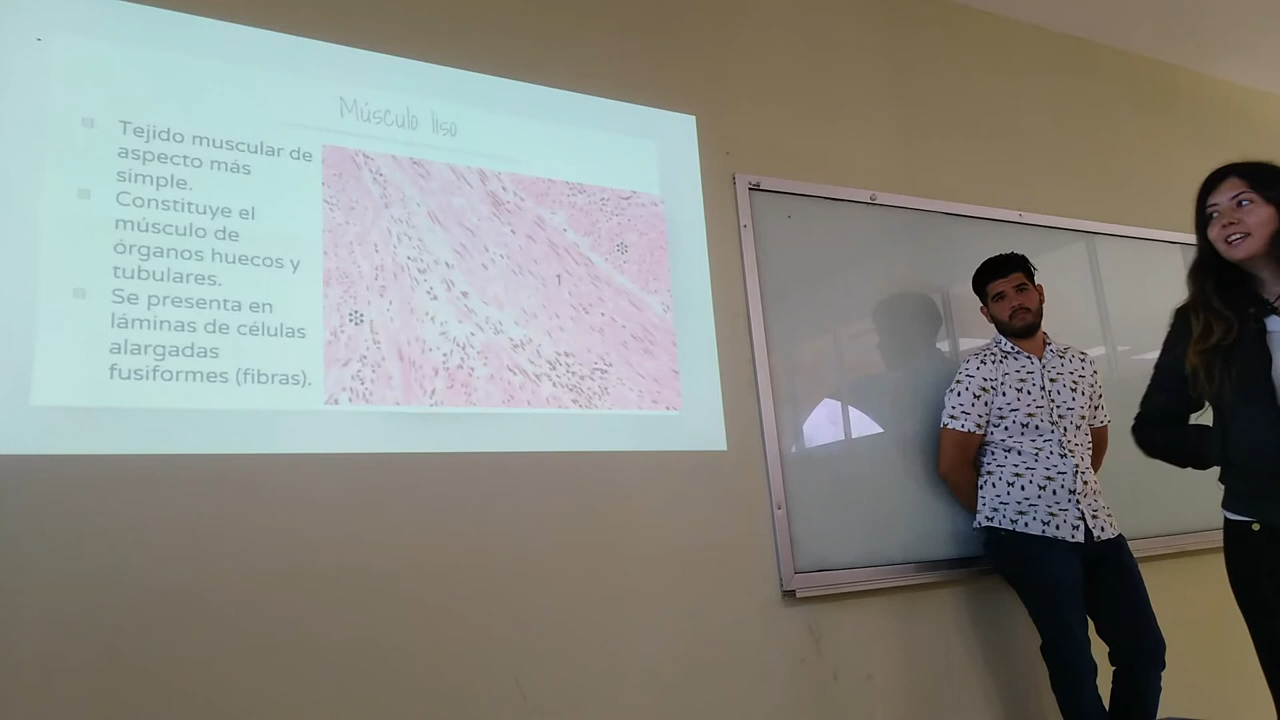 Músculo liso
Tejido muscular de
aspecto más
simple.
Constituye el
músculo de
órganos huecos y
tubulares.
Se presenta en
láminas de células
alargadas
fusiformes (fibras).